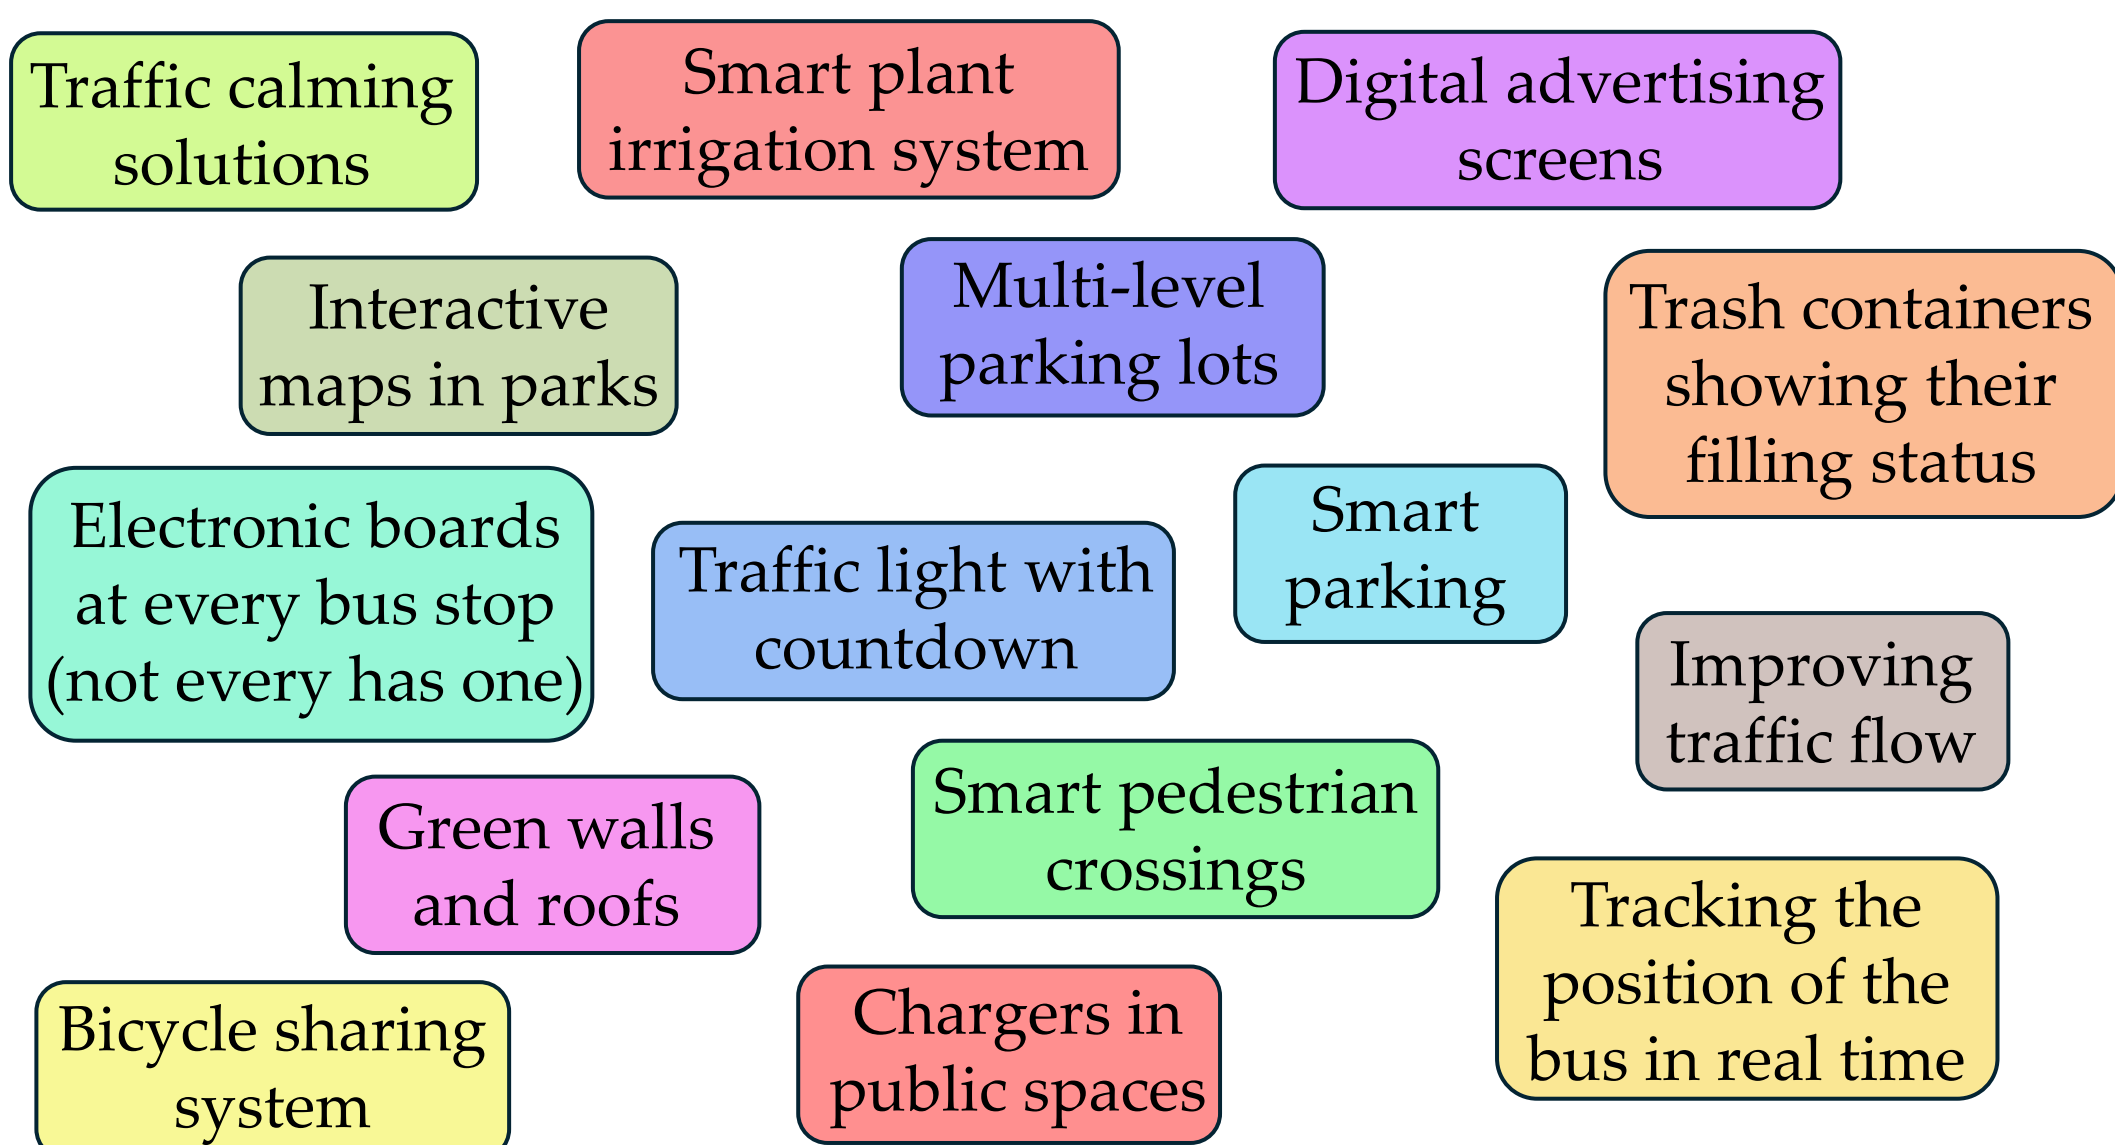 Traffic calming
solutions
Smart plant
irrigation system
Digital advertising
screens
Interactive
maps in parks
Multi-level
parking lots
Trash containers
showing their
filling status
Electronic boards
at every bus stop
(not every has one)
Traffic light with
countdown
Smart
parking
Improving
traffic flow
Green walls
and roofs
Smart pedestrian
crossings
Tracking the
position of the
bus in real time
Bicycle sharing
system
Chargers in
public spaces